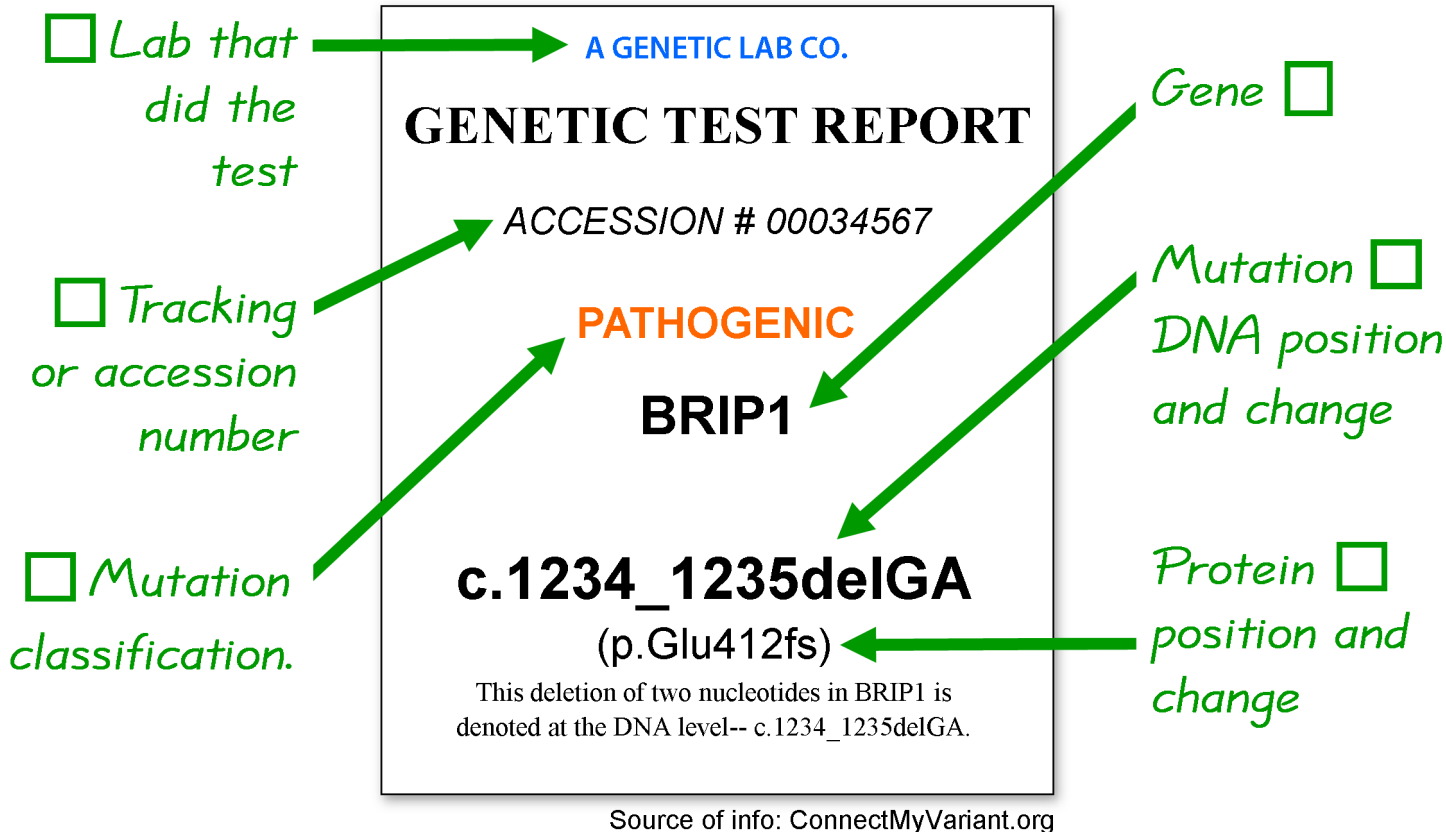 Lab that
did the
test
Tracking
or accession
number
Mutation
classification.
A GENETIC LAB CO.
GENETIC TEST REPORT
ACCESSION # 00034567
PATHOGENIC
BRIP1
c.1234_1235delGA
(p.Glu412fs)
This deletion of two nucleotides in BRIP1 is
denoted at the DNA level-- c.1234_1235delGA.
Gene
Mutation
DNA position
and change
Protein
position and
change
Source of info: ConnectMyVariant.org